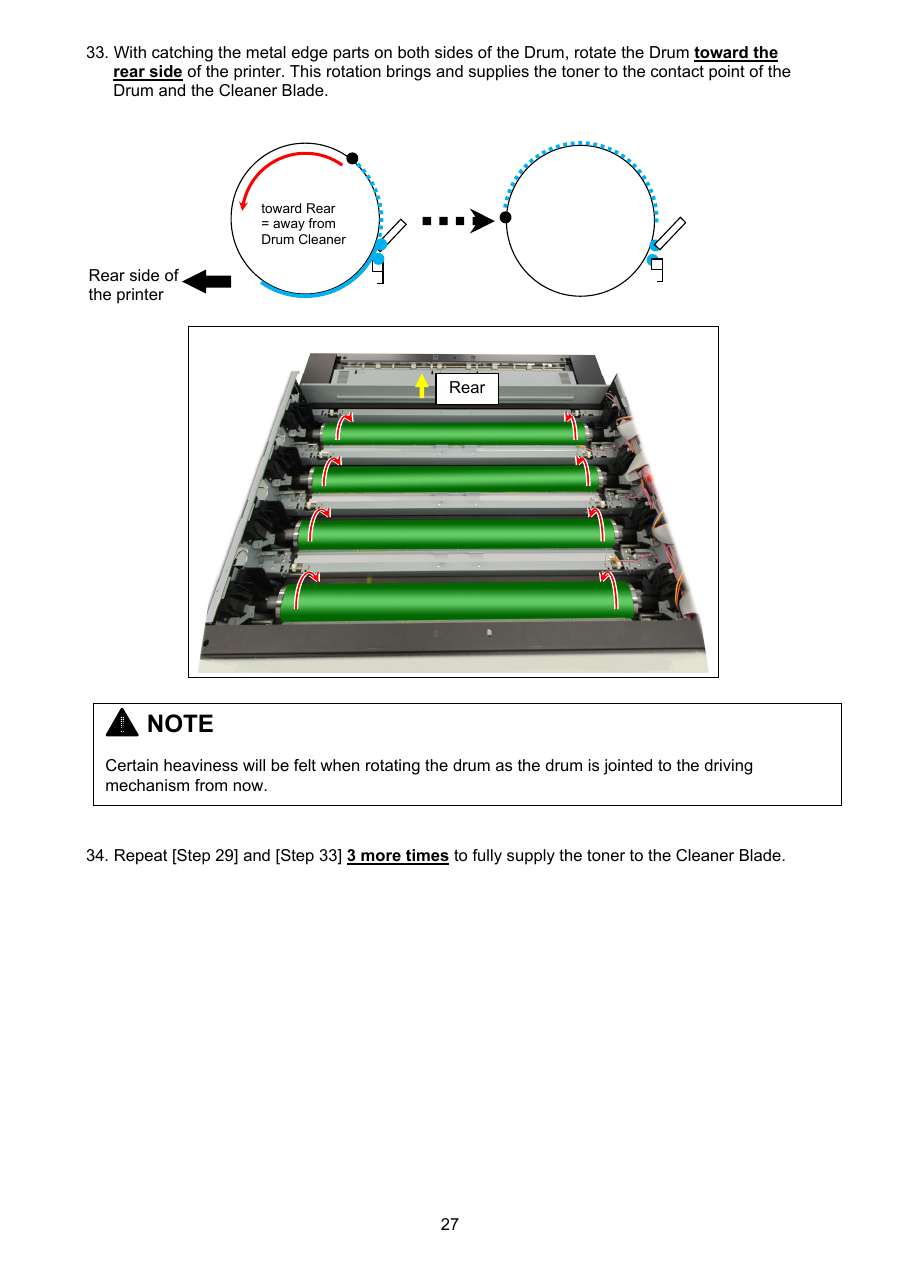 33. With catching the metal edge parts on both sides of the Drum, rotate the Drum toward the
rear side of the printer. This rotation brings and supplies the toner to the contact point of the
Drum and the Cleaner Blade.
toward Rear
= away from
Drum Cleaner
Rear side of
the printer
Rear
NOTE
Certain heaviness will be felt when rotating the drum as the drum is jointed to the driving
mechanism from now.
34. Repeat [Step 29] and [Step 33] 3 more times to fully supply the toner to the Cleaner Blade.
27